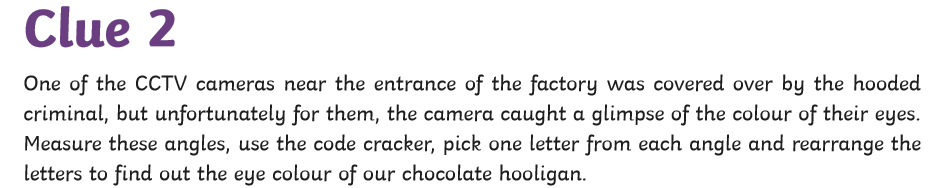 Clue 2
One of the CCTV cameras near the entrance of the factory was covered over by the hooded
criminal, but unfortunately for them, the camera caught a glimpse of the colour of their eyes.
Measure these angles, use the code cracker, pick one letter from each angle and rearrange the
letters to find out the eye colour of our chocolate hooligan.